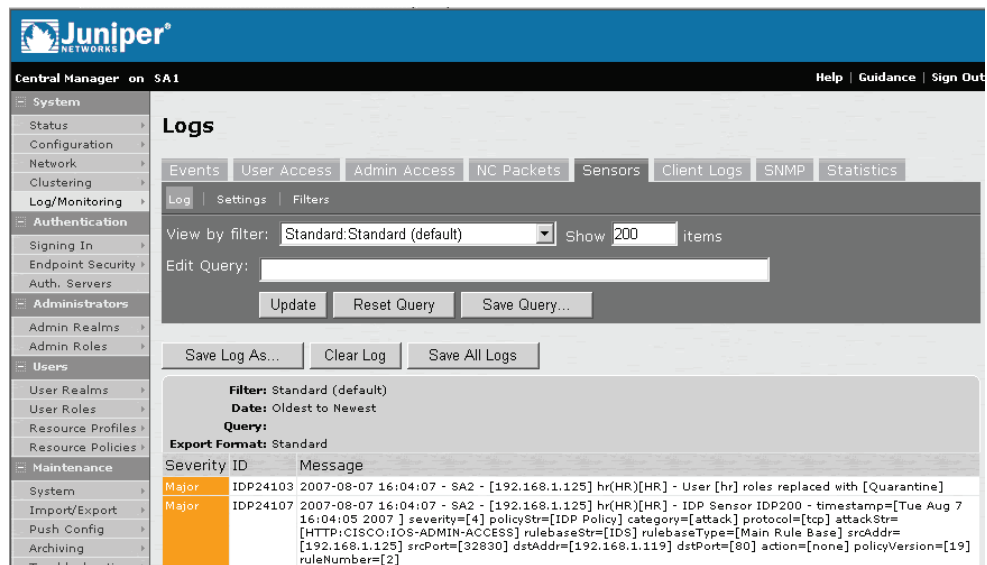 Juniper®
NETWORKS
Central Manager on SA1
Help | Guidance | Sign Out
System
Status
Configuration
Network
Clustering
Log/Monitoring
Authentication
Signing In
Endpoint Security
Auth. Servers
Administrators
Admin Realms
Admin Roles
Users
User Realms
User Roles
Resource Profiles
Resource Policies
Maintenance
System
Import/Export
Push Config
Archiving
Logs
Events User Access Admin Access NC Packets Sensors Client Logs SNMP Statistics
Log | Settings | Filters
View by filter: Standard:Standard (default) Show 200 items
Edit Query:
Update Reset Query Save Query...
Save Log As... Clear Log Save All Logs
Filter: Standard (default)
Date: Oldest to Newest
Query:
Export Format: Standard
Severity ID Message
Major IDP24103 2007-08-07 16:04:07 - SA2 - [192.168.1.125] hr(HR)[HR] - User [hr] roles replaced with [Quarantine]
Major IDP24107 2007-08-07 16:04:07 - SA2 - [192.168.1.125] hr(HR)[HR] - IDP Sensor IDP200 - timestamp=[Tue Aug 7
16:04:05 2007 ] severity=[4] policyStr=[IDP Policy] category=[attack] protocol=[tcp] attackStr=
[HTTP:CISCO:IOS-ADMIN-ACCESS] rulebaseStr=[IDS] rulebaseType=[Main Rule Base] srcAddr=
[192.168.1.125] srcPort=[32830] dstAddr=[192.168.1.119] dstPort=[80] action=[none] policyVersion=[19]
ruleNumber=[2]